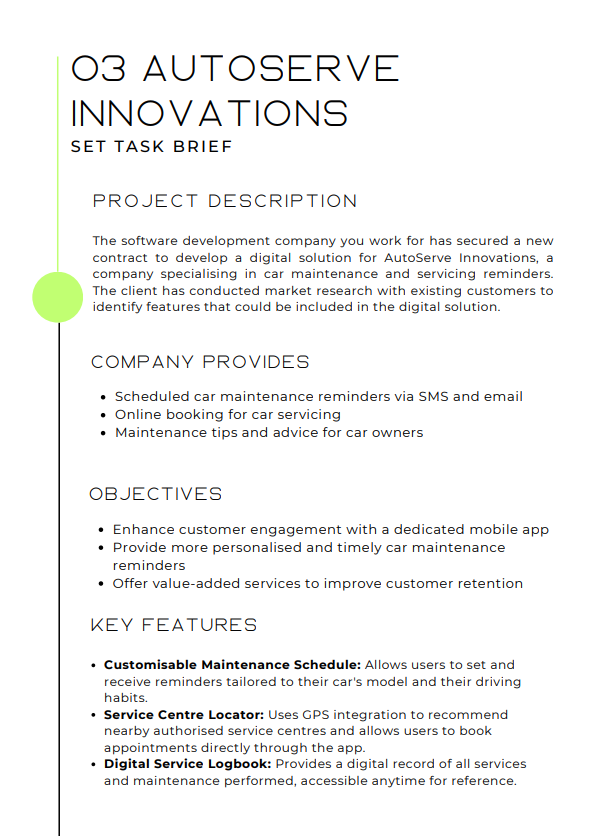 03 AUTOSERVE
INNOVATIONS
SET TASK BRIEF
PROJECT DESCRIPTION
The software development company you work for has secured a new
contract to develop a digital solution for AutoServe Innovations, a
company specialising in car maintenance and servicing reminders.
The client has conducted market research with existing customers to
identify features that could be included in the digital solution.
COMPANY PROVIDES
• Scheduled car maintenance reminders via SMS and email
• Online booking for car servicing
• Maintenance tips and advice for car owners
OBJECTIVES
• Enhance customer engagement with a dedicated mobile app
• Provide more personalised and timely car maintenance
reminders
• Offer value-added services to improve customer retention
KEY FEATURES
• Customisable Maintenance Schedule: Allows users to set and
receive reminders tailored to their car's model and their driving
habits.
• Service Centre Locator: Uses GPS integration to recommend
nearby authorised service centres and allows users to book
appointments directly through the app.
• Digital Service Logbook: Provides a digital record of all services
and maintenance performed, accessible anytime for reference.